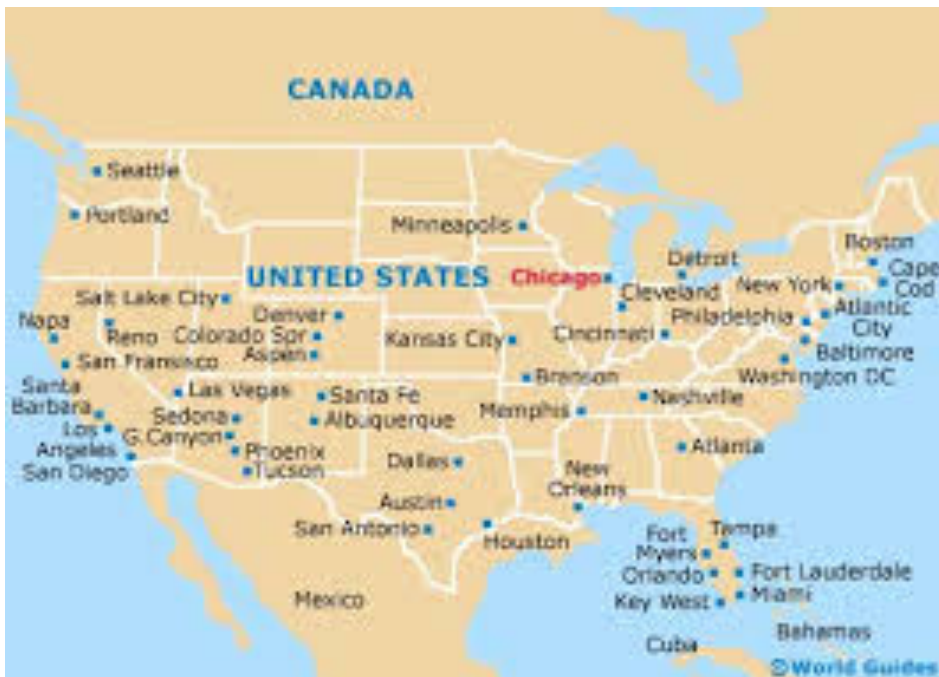 CANADA
Seattle
Portland
Minneapolis
Boston
Detroit
Cape
Cod
UNITED STATES
Chicago
New York
Salt Lake City
Cleveland
Denver
Atlantic
City
Napa
Reno
Colorado Spr
Kansas City
Cincinnati
Philadelphia
Aspen
Baltimore
San Fransisco
Branson
Washington DC
Santa
Barbara
Las Vegas
Santa Fe
Nashville
Sedona
Albuquerque
Memphis
Los
Angeles
G.Canyon
Phoenix
Atlanta
San Diego
Tucson
Dallas
New
Orleans
Austin
San Antonio
Houston
Fort
Myers
Tampa
Orlando
Fort Lauderdale
Key West
Miami
Mexico
Bahamas
Cuba
©World Guides